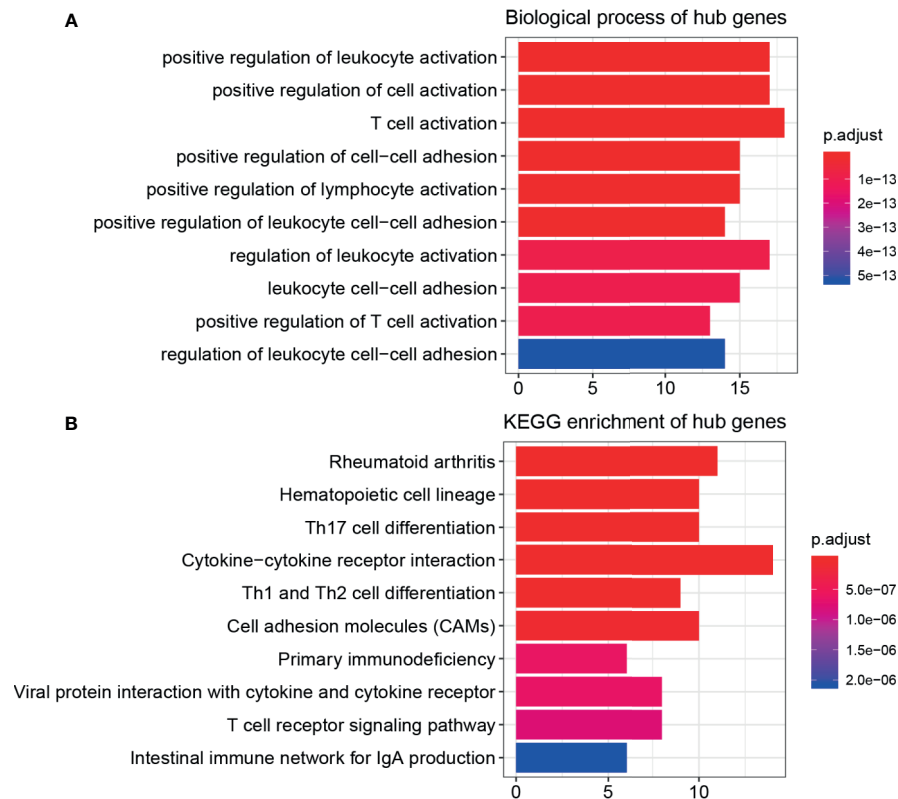 A
Biological process of hub genes
positive regulation of leukocyte activation
positive regulation of cell activation
T cell activation
positive regulation of cell−cell adhesion
positive regulation of lymphocyte activation
positive regulation of leukocyte cell−cell adhesion
regulation of leukocyte activation
leukocyte cell−cell adhesion
positive regulation of T cell activation
regulation of leukocyte cell−cell adhesion
0 5 10 15
p.adjust
1e−13
2e−13
3e−13
4e−13
5e−13
B
KEGG enrichment of hub genes
Rheumatoid arthritis
Hematopoietic cell lineage
Th17 cell differentiation
Cytokine−cytokine receptor interaction
Th1 and Th2 cell differentiation
Cell adhesion molecules (CAMs)
Primary immunodeficiency
Viral protein interaction with cytokine and cytokine receptor
T cell receptor signaling pathway
Intestinal immune network for IgA production
0 5 10
p.adjust
5.0e−07
1.0e−06
1.5e−06
2.0e−06